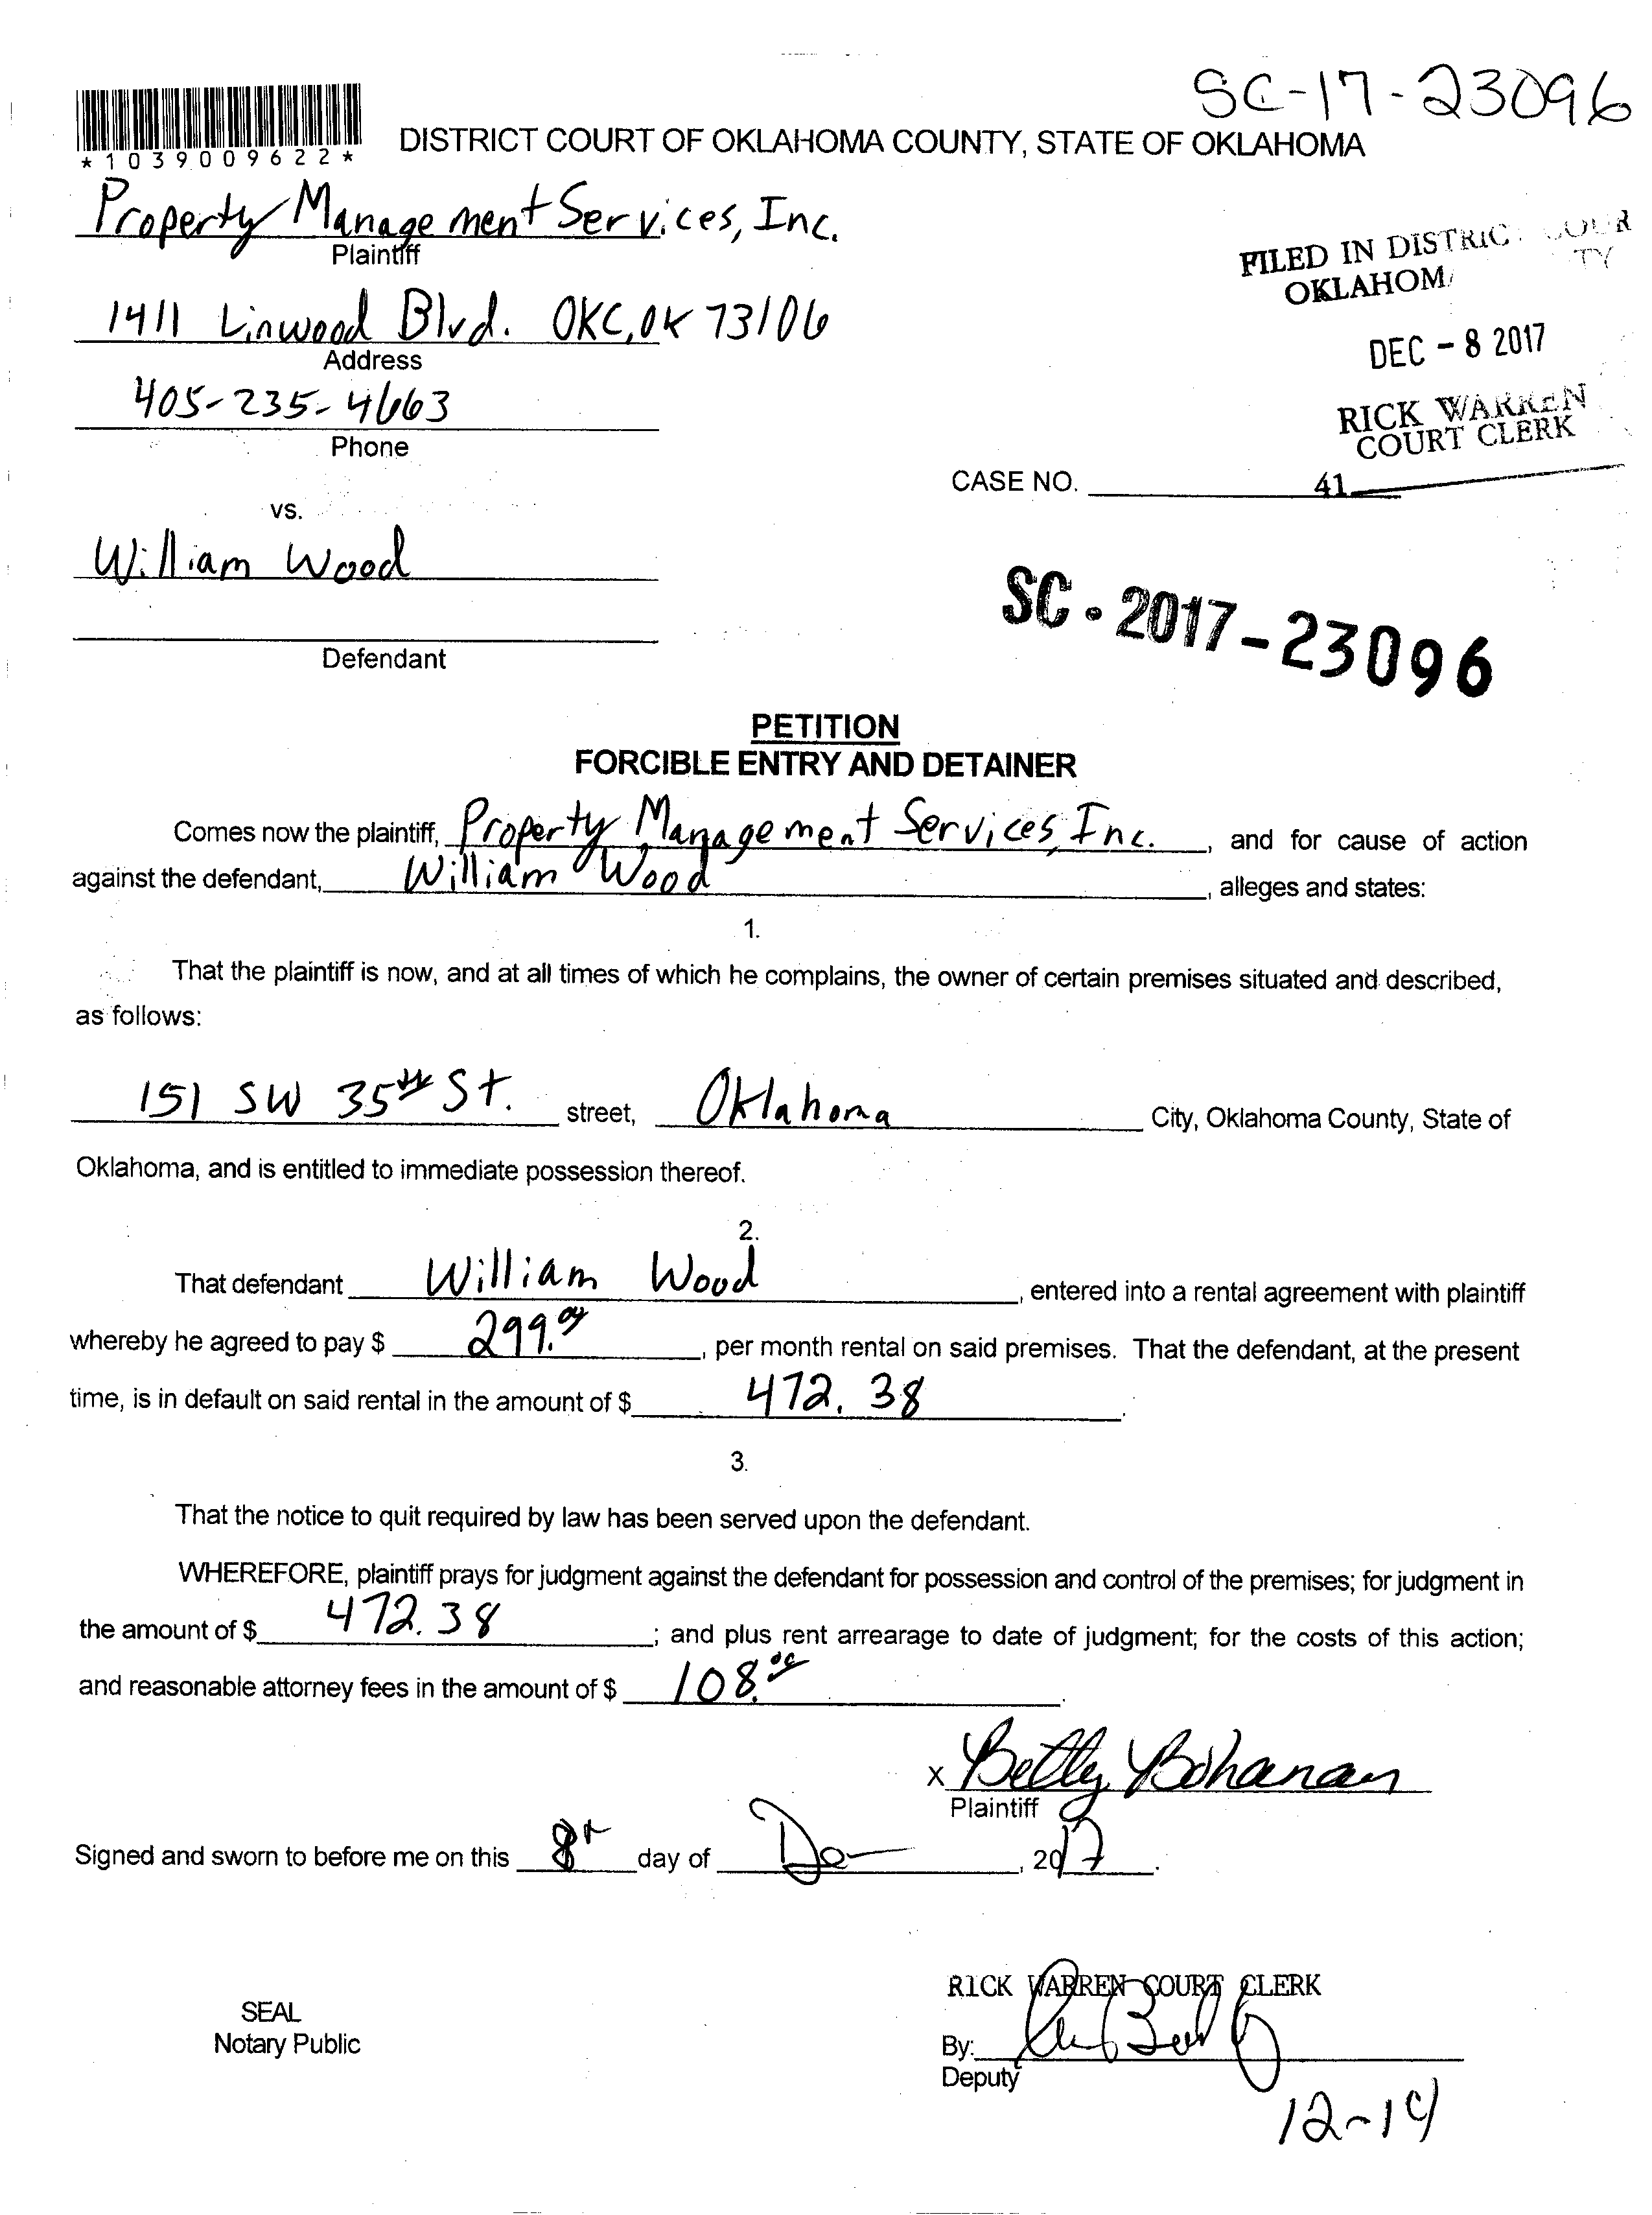 SC-17-23096
*1039009622*
DISTRICT COURT OF OKLAHOMA COUNTY, STATE OF OKLAHOMA
Property Management Services, Inc.
Plaintiff
FILED IN DISTRIC COUR
OKLAHOMA TY
1411 Linwood Blvd. OKC, OK 73106
Address
DEC - 8 2017
405-235-4663
Phone
RICK WARREN
COURT CLERK
CASE NO. 41
vs.
William Wood
SC - 2017-23096
Defendant
PETITION
FORCIBLE ENTRY AND DETAINER
Comes now the plaintiff, Property Management Services, Inc. , and for cause of action
against the defendant, William Wood , alleges and states:
1.
That the plaintiff is now, and at all times of which he complains, the owner of certain premises situated and described,
as follows:
151 SW 35th St. street, Oklahoma City, Oklahoma County, State of
Oklahoma, and is entitled to immediate possession thereof.
2.
That defendant William Wood , entered into a rental agreement with plaintiff
whereby he agreed to pay $ 299.00 , per month rental on said premises. That the defendant, at the present
time, is in default on said rental in the amount of $ 472.38 .
3.
That the notice to quit required by law has been served upon the defendant.
WHEREFORE, plaintiff prays for judgment against the defendant for possession and control of the premises; for judgment in
the amount of $ 472.38 ; and plus rent arrearage to date of judgment; for the costs of this action;
and reasonable attorney fees in the amount of $ 108.00 .
X Betty Bohanan
Plaintiff
Signed and sworn to before me on this 8th day of De , 2017 .
RICK WARREN COURT CLERK
SEAL
Notary Public
By:
Deputy
12-14